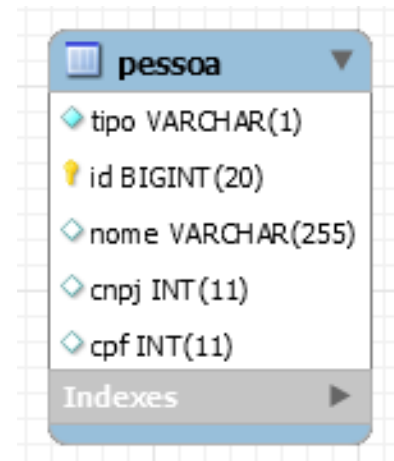 pessoa
tipo VARCHAR(1)
id BIGINT(20)
nome VARCHAR(255)
cnpj INT(11)
cpf INT(11)
Indexes